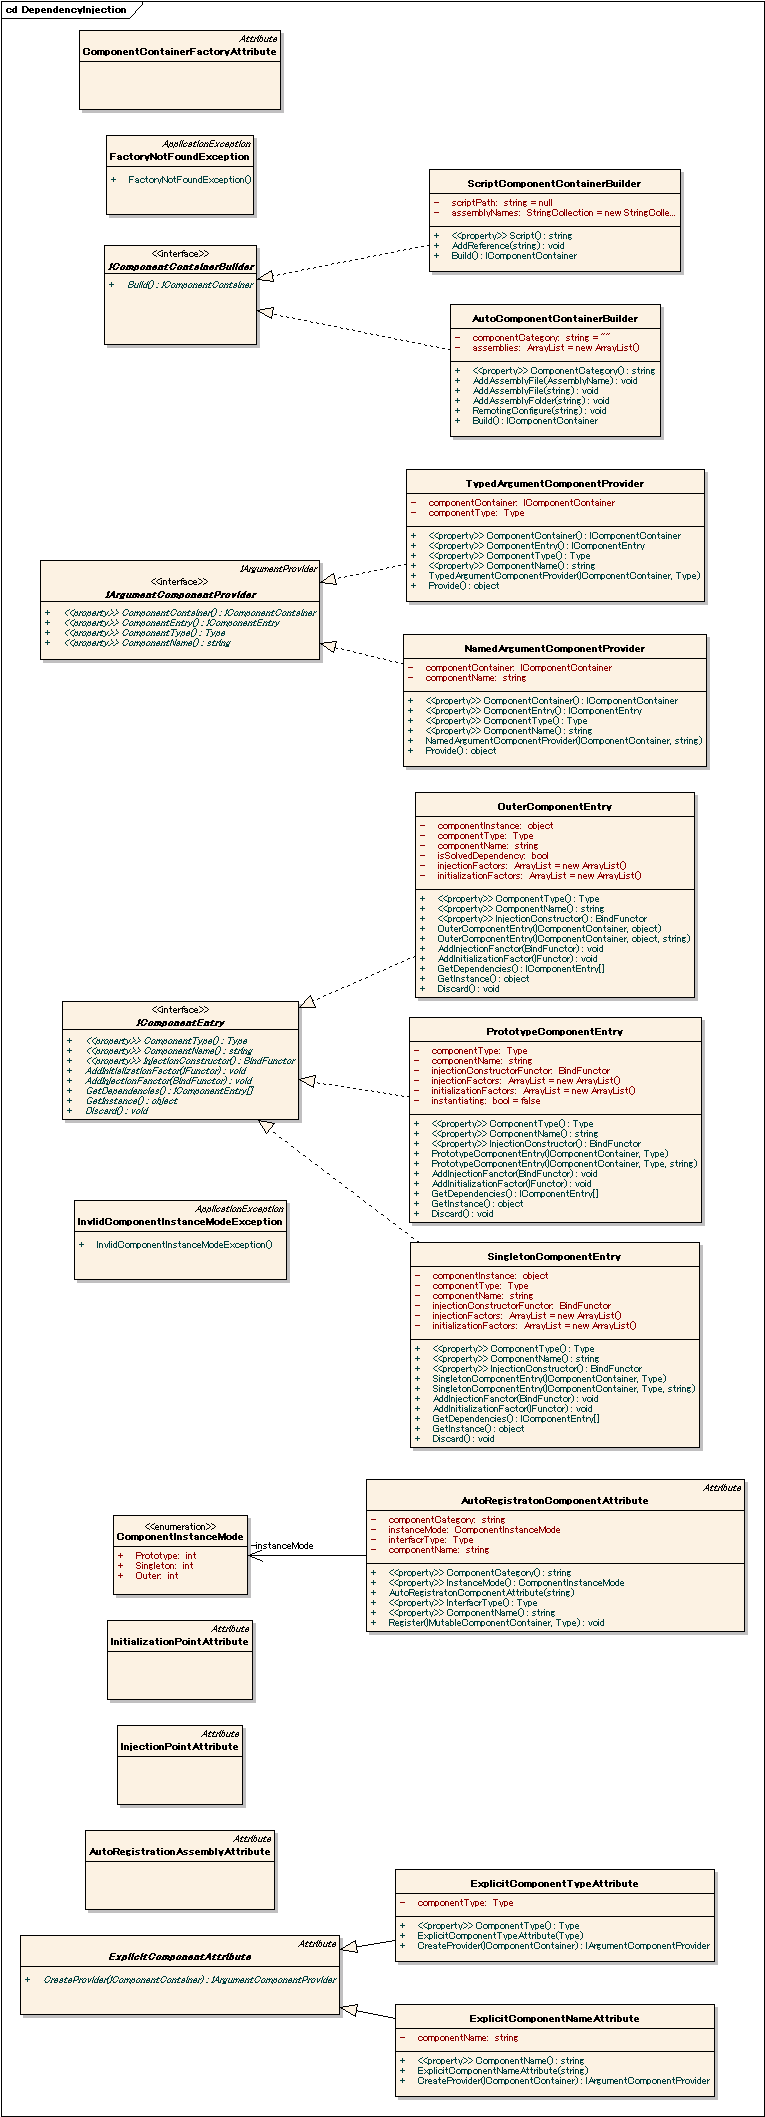 cd DependencyInjection
Attribute
ComponentContainerFactoryAttribute
ApplicationException
FactoryNotFoundException
+ FactoryNotFoundException()
ScriptComponentContainerBuilder
- scriptPath: string = null
- assemblyNames: StringCollection = new StringColle...
+ <<property>> Script() : string
+ AddReference(string) : void
+ Build() : IComponentContainer
<<interface>>
IComponentContainerBuilder
+ Build() : IComponentContainer
AutoComponentContainerBuilder
- componentCategory: string = ""
- assemblies: ArrayList = new ArrayList()
+ <<property>> ComponentCategory() : string
+ AddAssemblyFile(AssemblyName) : void
+ AddAssemblyFile(string) : void
+ AddAssemblyFolder(string) : void
+ RemotingConfigure(string) : void
+ Build() : IComponentContainer
TypedArgumentComponentProvider
- componentContainer: IComponentContainer
- componentType: Type
+ <<property>> ComponentContainer() : IComponentContainer
+ <<property>> ComponentEntry() : IComponentEntry
+ <<property>> ComponentType() : Type
+ <<property>> ComponentName() : string
+ TypedArgumentComponentProvider(IComponentContainer, Type)
+ Provide() : object
IArgumentProvider
<<interface>>
IArgumentComponentProvider
+ <<property>> ComponentContainer() : IComponentContainer
+ <<property>> ComponentEntry() : IComponentEntry
+ <<property>> ComponentType() : Type
+ <<property>> ComponentName() : string
NamedArgumentComponentProvider
- componentContainer: IComponentContainer
- componentName: string
+ <<property>> ComponentContainer() : IComponentContainer
+ <<property>> ComponentEntry() : IComponentEntry
+ <<property>> ComponentType() : Type
+ <<property>> ComponentName() : string
+ NamedArgumentComponentProvider(IComponentContainer, string)
+ Provide() : object
OuterComponentEntry
- componentInstance: object
- componentType: Type
- componentName: string
- isSolvedDependency: bool
- injectionFactors: ArrayList = new ArrayList()
- initializationFactors: ArrayList = new ArrayList()
+ <<property>> ComponentType() : Type
+ <<property>> ComponentName() : string
+ <<property>> InjectionConstructor() : BindFunctor
+ OuterComponentEntry(IComponentContainer, object)
+ OuterComponentEntry(IComponentContainer, object, string)
+ AddInjectionFanctor(BindFunctor) : void
+ AddInitializationFactor(IFunctor) : void
+ GetDependencies() : IComponentEntry[]
+ GetInstance() : object
+ Discard() : void
<<interface>>
IComponentEntry
+ <<property>> ComponentType() : Type
+ <<property>> ComponentName() : string
+ <<property>> InjectionConstructor() : BindFunctor
+ AddInitializationFactor(IFunctor) : void
+ AddInjectionFanctor(BindFunctor) : void
+ GetDependencies() : IComponentEntry[]
+ GetInstance() : object
+ Discard() : void
PrototypeComponentEntry
- componentType: Type
- componentName: string
- injectionConstructorFunctor: BindFunctor
- injectionFactors: ArrayList = new ArrayList()
- initializationFactors: ArrayList = new ArrayList()
- instantiating: bool = false
+ <<property>> ComponentType() : Type
+ <<property>> ComponentName() : string
+ <<property>> InjectionConstructor() : BindFunctor
+ PrototypeComponentEntry(IComponentContainer, Type)
+ PrototypeComponentEntry(IComponentContainer, Type, string)
+ AddInjectionFanctor(BindFunctor) : void
+ AddInitializationFactor(IFunctor) : void
+ GetDependencies() : IComponentEntry[]
+ GetInstance() : object
+ Discard() : void
ApplicationException
InvlidComponentInstanceModeException
+ InvlidComponentInstanceModeException()
SingletonComponentEntry
- componentInstance: object
- componentType: Type
- componentName: string
- injectionConstructorFunctor: BindFunctor
- injectionFactors: ArrayList = new ArrayList()
- initializationFactors: ArrayList = new ArrayList()
+ <<property>> ComponentType() : Type
+ <<property>> ComponentName() : string
+ <<property>> InjectionConstructor() : BindFunctor
+ SingletonComponentEntry(IComponentContainer, Type)
+ SingletonComponentEntry(IComponentContainer, Type, string)
+ AddInjectionFanctor(BindFunctor) : void
+ AddInitializationFactor(IFunctor) : void
+ GetDependencies() : IComponentEntry[]
+ GetInstance() : object
+ Discard() : void
Attribute
AutoRegistratonComponentAttribute
- componentCategory: string
- instanceMode: ComponentInstanceMode
- interfacrType: Type
- componentName: string
+ <<property>> ComponentCategory() : string
+ <<property>> InstanceMode() : ComponentInstanceMode
+ AutoRegistratonComponentAttribute(string)
+ <<property>> InterfacrType() : Type
+ <<property>> ComponentName() : string
+ Register(IMutableComponentContainer, Type) : void
<<enumeration>>
ComponentInstanceMode
+ Prototype: int
+ Singleton: int
+ Outer: int
-instanceMode
Attribute
InitializationPointAttribute
Attribute
InjectionPointAttribute
Attribute
AutoRegistrationAssemblyAttribute
ExplicitComponentTypeAttribute
- componentType: Type
+ <<property>> ComponentType() : Type
+ ExplicitComponentTypeAttribute(Type)
+ CreateProvider(IComponentContainer) : IArgumentComponentProvider
Attribute
ExplicitComponentAttribute
+ CreateProvider(IComponentContainer) : IArgumentComponentProvider
ExplicitComponentNameAttribute
- componentName: string
+ <<property>> ComponentName() : string
+ ExplicitComponentNameAttribute(string)
+ CreateProvider(IComponentContainer) : IArgumentComponentProvider